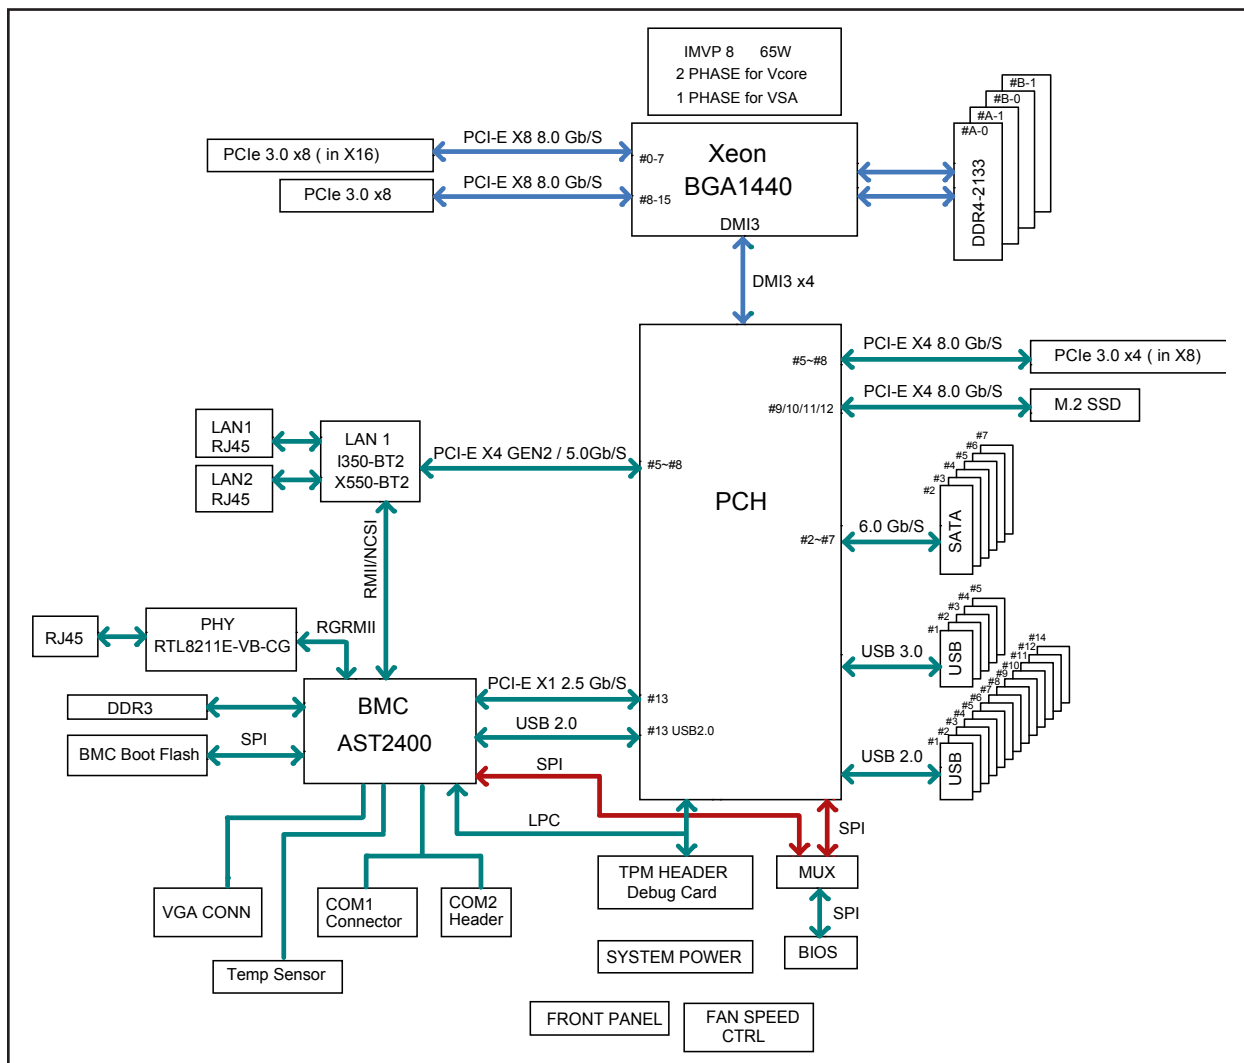 IMVP 8 65W
2 PHASE for Vcore
1 PHASE for VSA
#B-1
#B-0
#A-1
#A-0
DDR4-2133
PCIe 3.0 x8 ( in X16)
PCI-E X8 8.0 Gb/S
#0-7
Xeon
BGA1440
PCIe 3.0 x8
PCI-E X8 8.0 Gb/S
#8-15
DMI3
DMI3 x4
PCH
#5~#8
PCI-E X4 8.0 Gb/S
PCIe 3.0 x4 ( in X8)
#9/10/11/12
PCI-E X4 8.0 Gb/S
M.2 SSD
LAN1
RJ45
LAN2
RJ45
LAN 1
I350-BT2
X550-BT2
PCI-E X4 GEN2 / 5.0Gb/S
#5~#8
#7
#6
#5
#4
#3
#2
SATA
6.0 Gb/S
#2~#7
RMII/NCSI
RJ45
PHY
RTL8211E-VB-CG
RGRMII
#5
#4
#3
#2
#1
USB
USB 3.0
#14
#12
#11
#10
#9
#8
#7
#6
#5
#4
#3
#2
#1
USB
USB 2.0
DDR3
BMC Boot Flash
SPI
BMC
AST2400
PCI-E X1 2.5 Gb/S
#13
USB 2.0
#13 USB2.0
SPI
LPC
SPI
TPM HEADER
Debug Card
MUX
SPI
BIOS
VGA CONN
COM1
Connector
COM2
Header
Temp Sensor
SYSTEM POWER
FRONT PANEL
FAN SPEED
CTRL